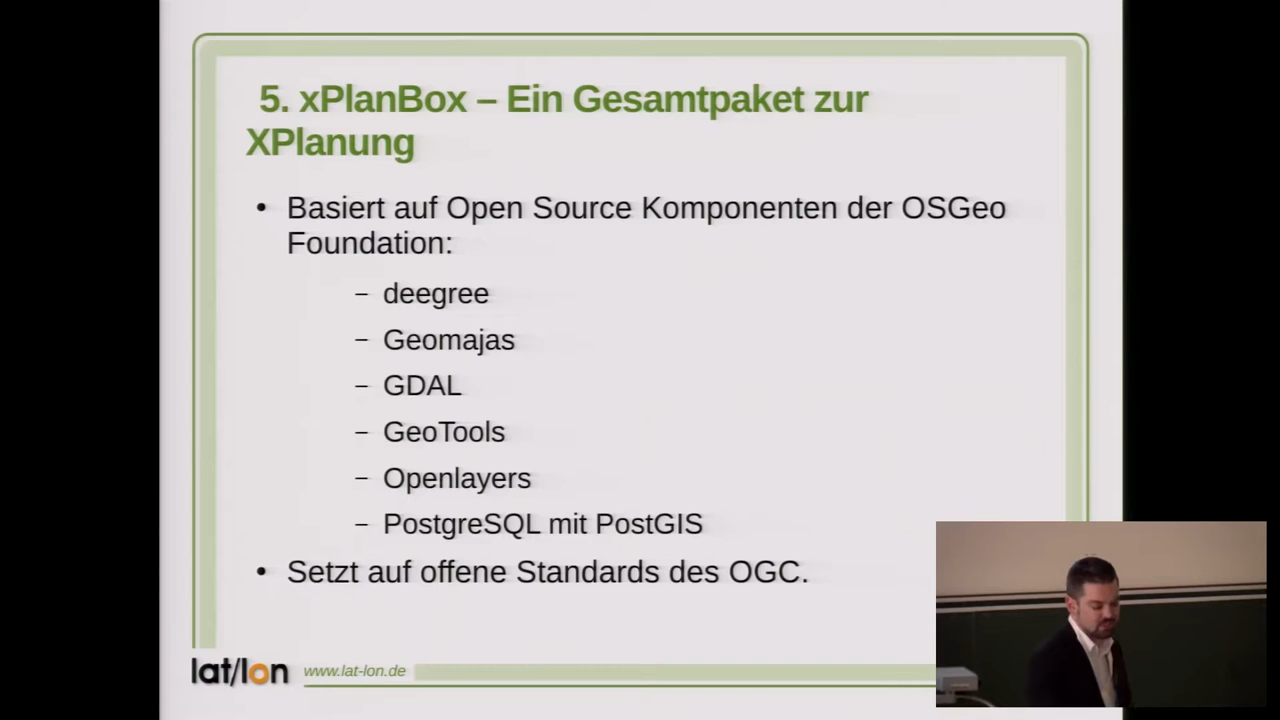 5. xPlanBox – Ein Gesamtpaket zur
XPlanung
• Basiert auf Open Source Komponenten der OSGeo
Foundation:
– deegree
– Geomajas
– GDAL
– GeoTools
– Openlayers
– PostgreSQL mit PostGIS
• Setzt auf offene Standards des OGC.
lat/lon www.lat-lon.de